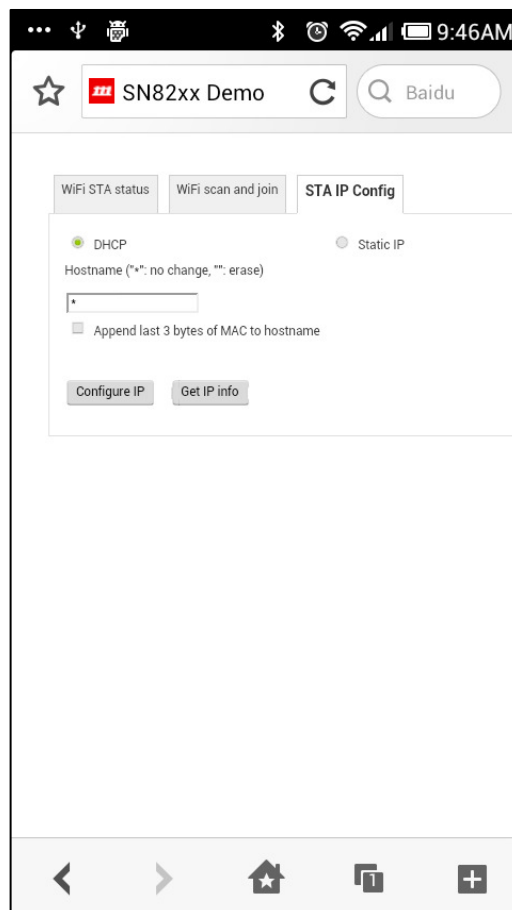 9:46AM
m SN82xx Demo
Baidu
WiFi STA status
WiFi scan and join
STA IP Config
DHCP
Static IP
Hostname ("*": no change, "": erase)
*
Append last 3 bytes of MAC to hostname
Configure IP
Get IP info
1